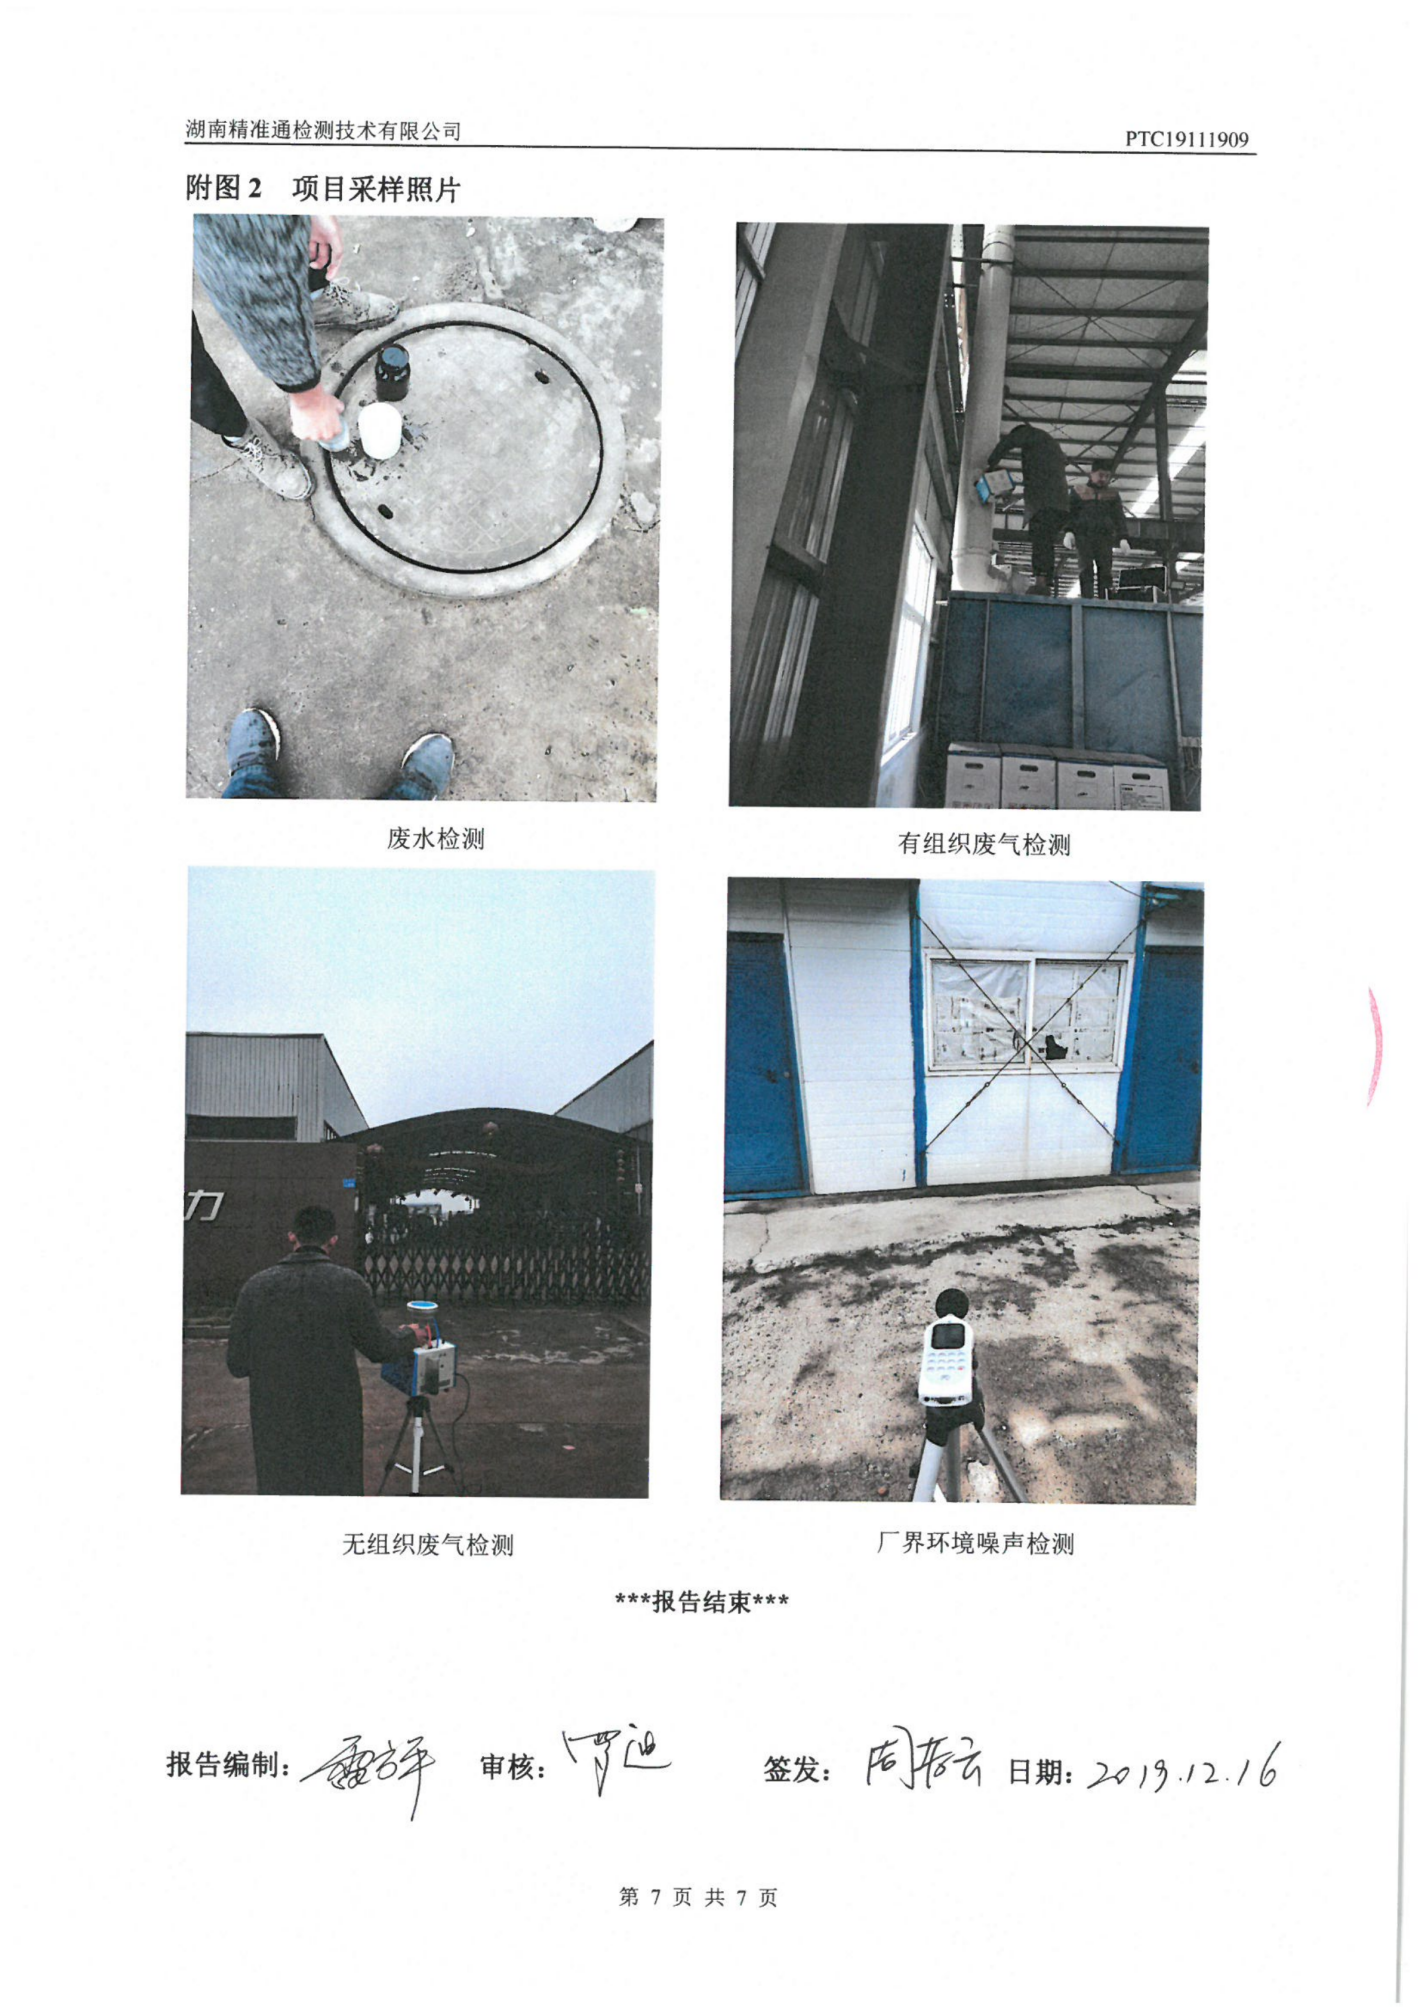 湖南精准通检测技术有限公司 PTC19111909
附图2 项目采样照片
废水检测 有组织废气检测
力
无组织废气检测 厂界环境噪声检测
***报告结束***
报告编制： 审核：罗迪 签发： 日期：2019.12.16
第 7 页 共 7 页